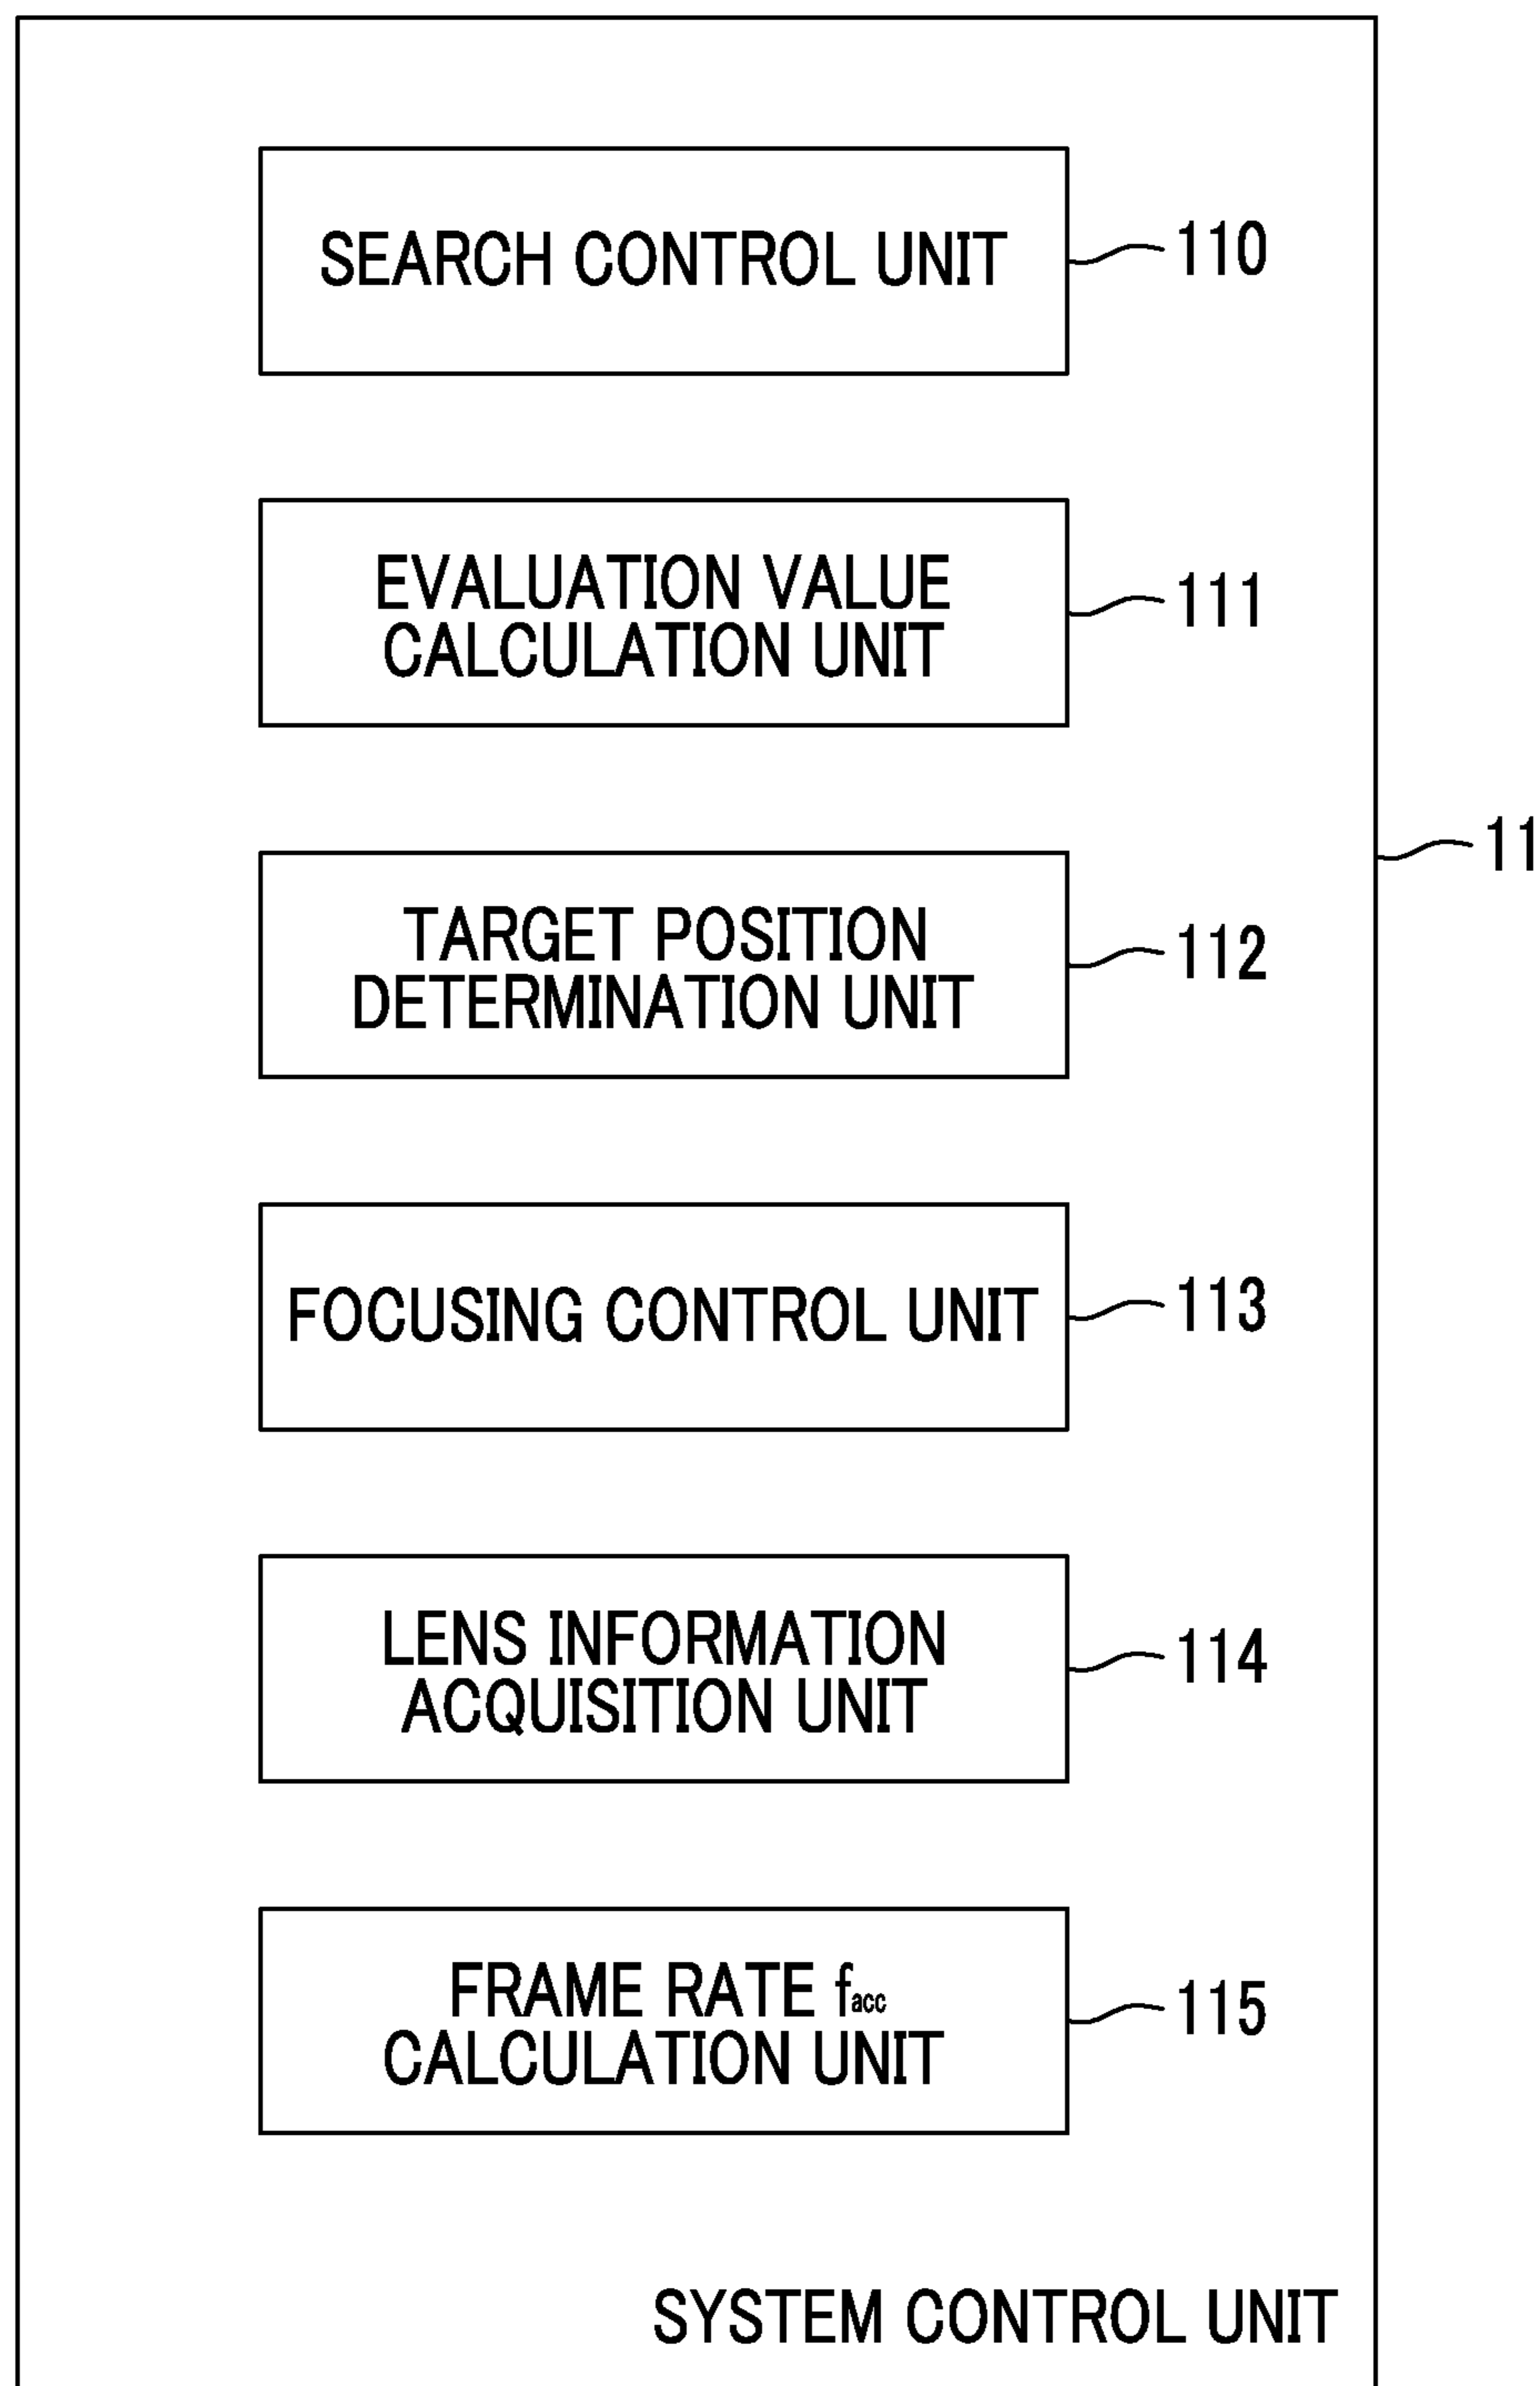 SEARCH CONTROL UNIT
110
EVALUATION VALUE
CALCULATION UNIT
111
11
TARGET POSITION
DETERMINATION UNIT
112
FOCUSING CONTROL UNIT
113
LENS INFORMATION
ACQUISITION UNIT
114
FRAME RATE facc
CALCULATION UNIT
115
SYSTEM CONTROL UNIT